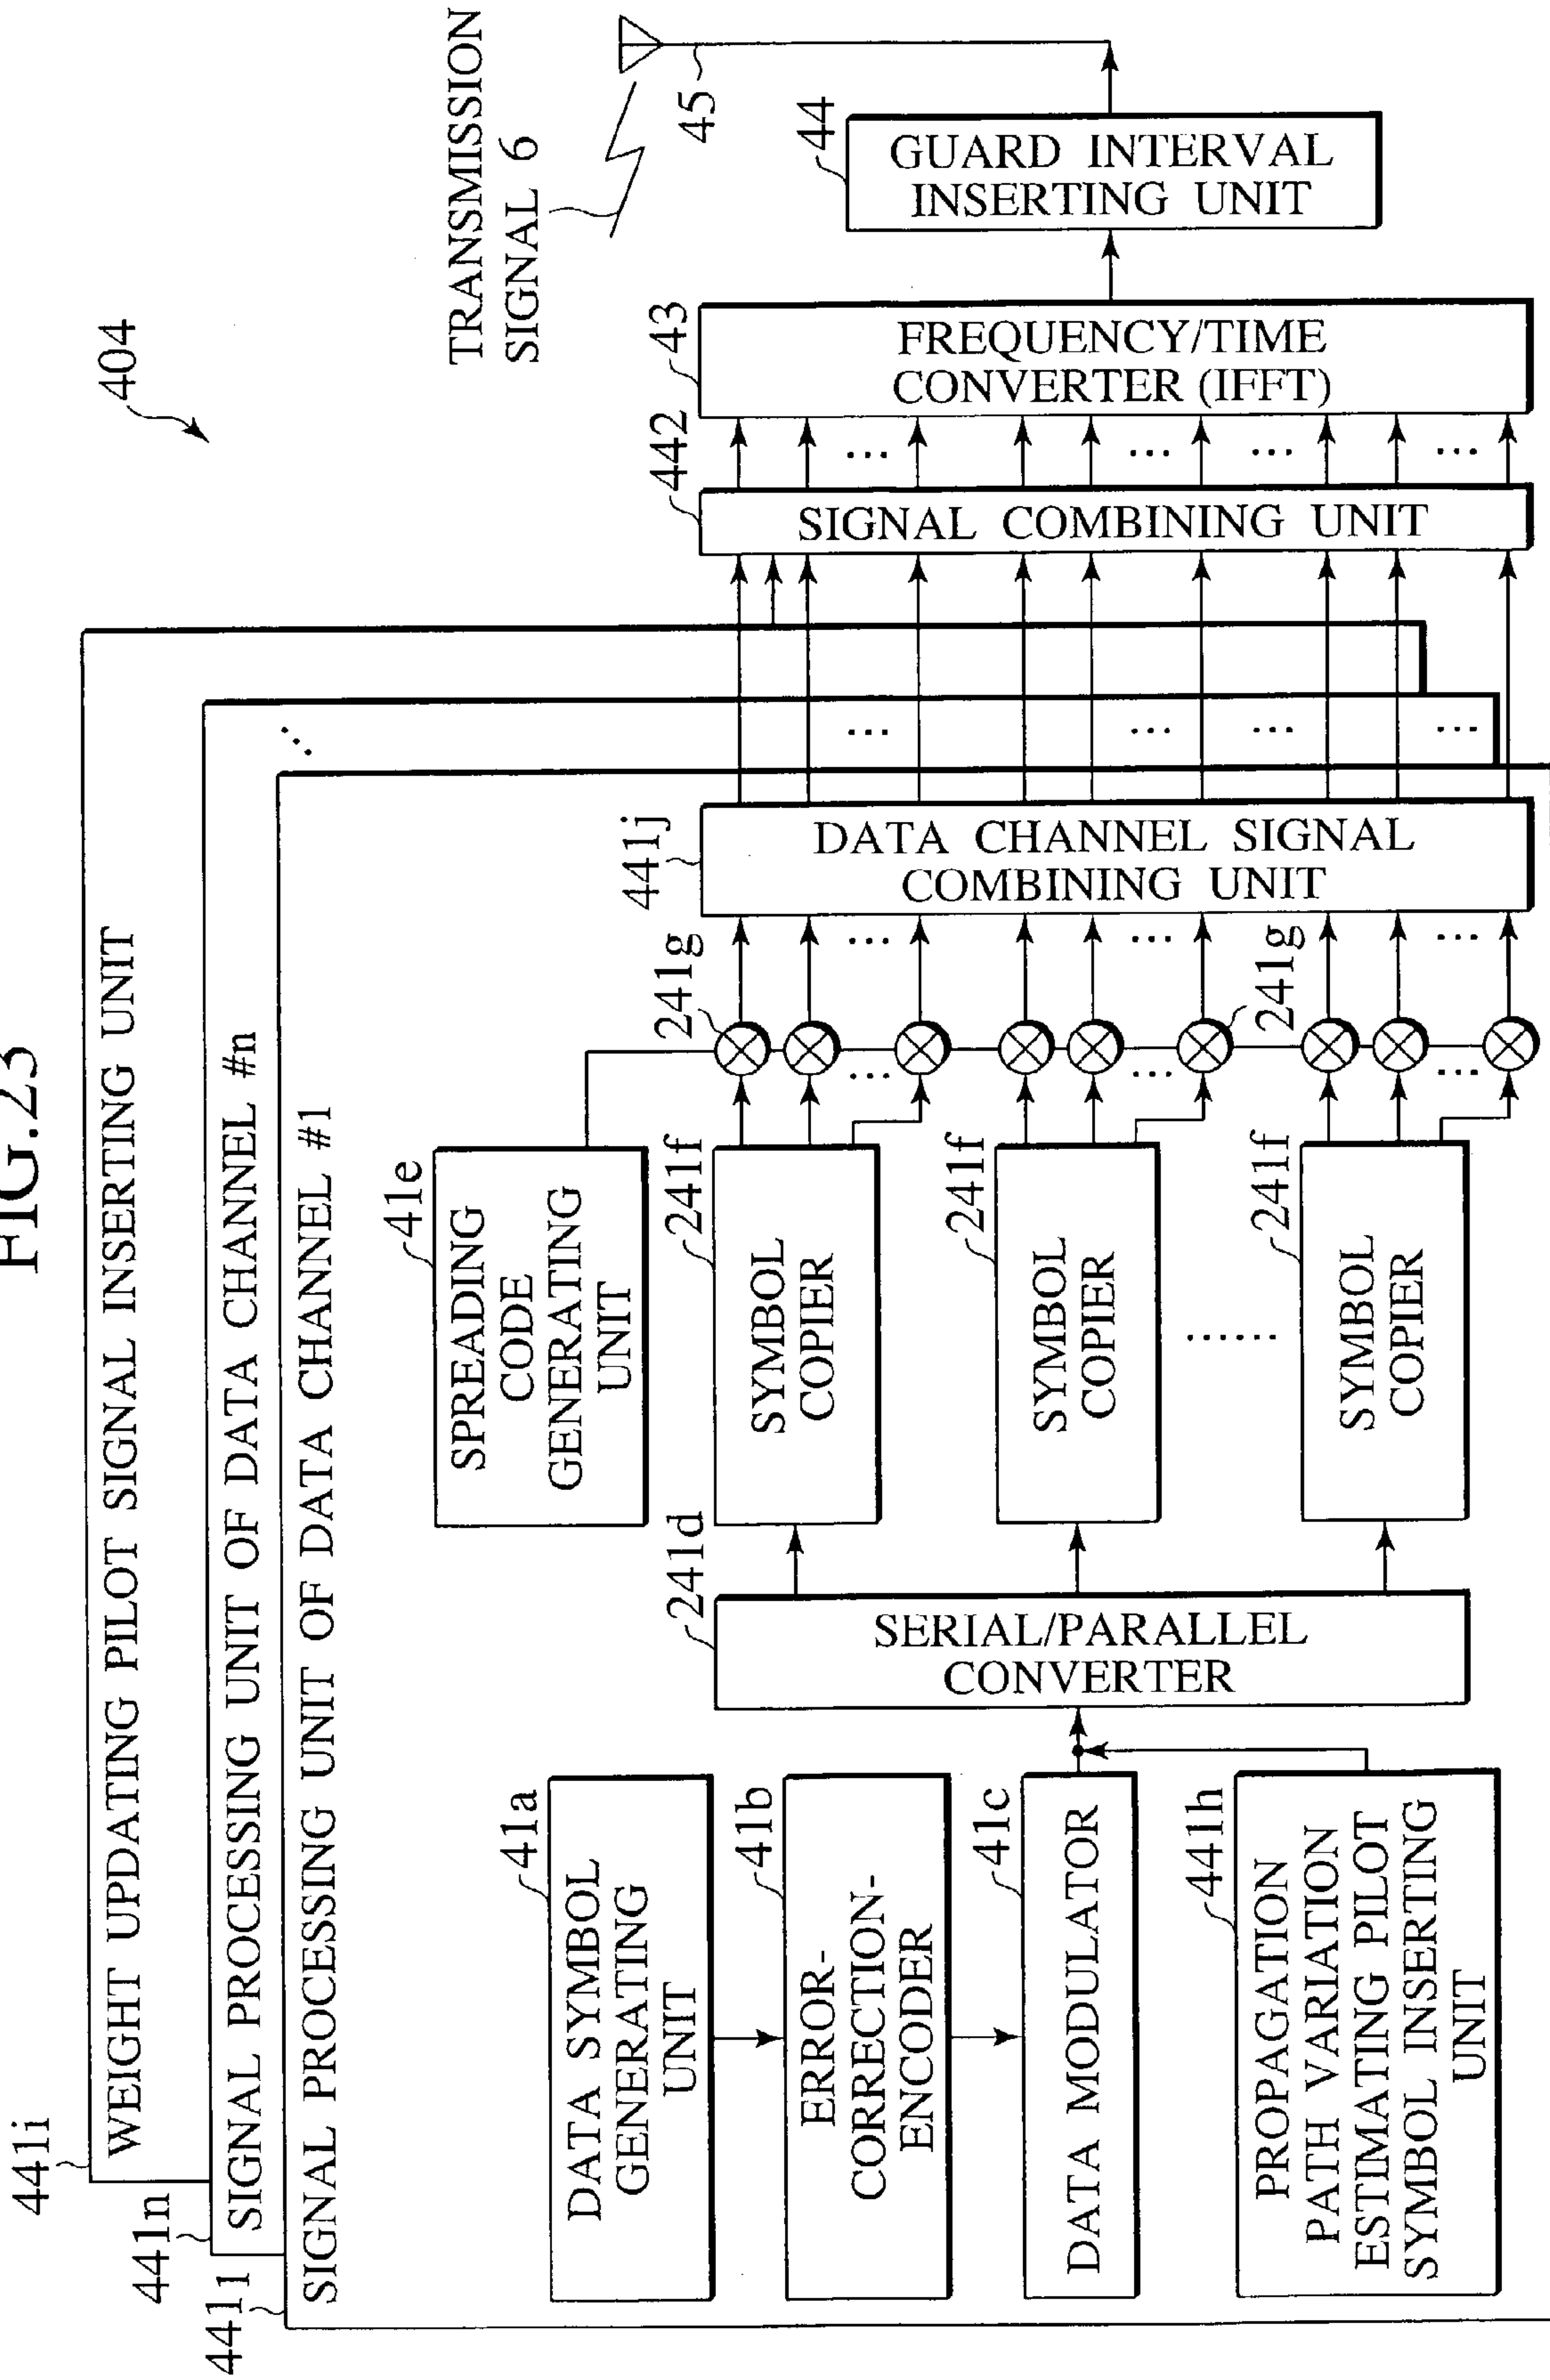 FIG.23
404
441i
WEIGHT UPDATING PILOT SIGNAL INSERTING UNIT
441n
SIGNAL PROCESSING UNIT OF DATA CHANNEL #n
4411
SIGNAL PROCESSING UNIT OF DATA CHANNEL #1
41a
DATA SYMBOL
GENERATING
UNIT
41b
ERROR-
CORRECTION-
ENCODER
41c
DATA MODULATOR
441h
PROPAGATION
PATH VARIATION
ESTIMATING PILOT
SYMBOL INSERTING
UNIT
241d
SERIAL/PARALLEL
CONVERTER
41e
SPREADING
CODE
GENERATING
UNIT
241f
SYMBOL
COPIER
241f
SYMBOL
COPIER
241f
SYMBOL
COPIER
241g
241g
441j
DATA CHANNEL SIGNAL
COMBINING UNIT
442
SIGNAL COMBINING UNIT
43
FREQUENCY/TIME
CONVERTER (IFFT)
44
GUARD INTERVAL
INSERTING UNIT
45
TRANSMISSION
SIGNAL 6